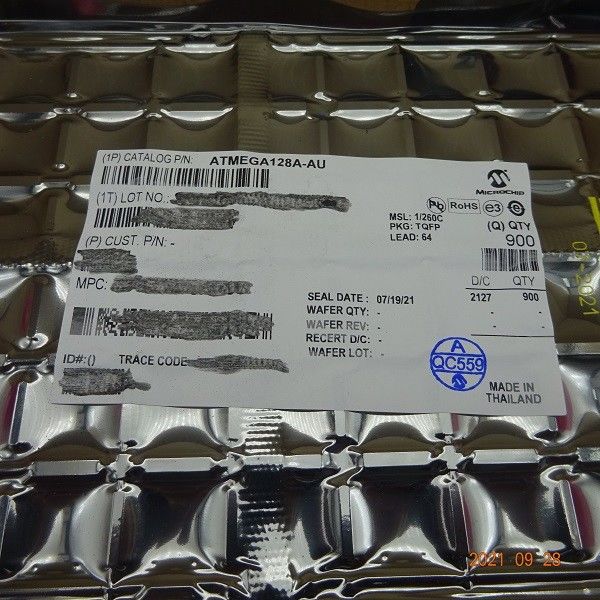 (1P) CATALOG P/N: ATMEGA128A-AU
MICROCHIP
(1T) LOT NO.:
Pb RoHS e3
MSL: 1/260C
PKG: TQFP
LEAD: 64
(Q) QTY
900
(P) CUST. P/N: -
MPC:
D/C QTY
SEAL DATE : 07/19/21 2127 900
WAFER QTY: - - -
WAFER REV: - - -
RECERT D/C: -
WAFER LOT: -
ID#:() TRACE CODE
A
QC559
MADE IN
THAILAND
2021 09 28